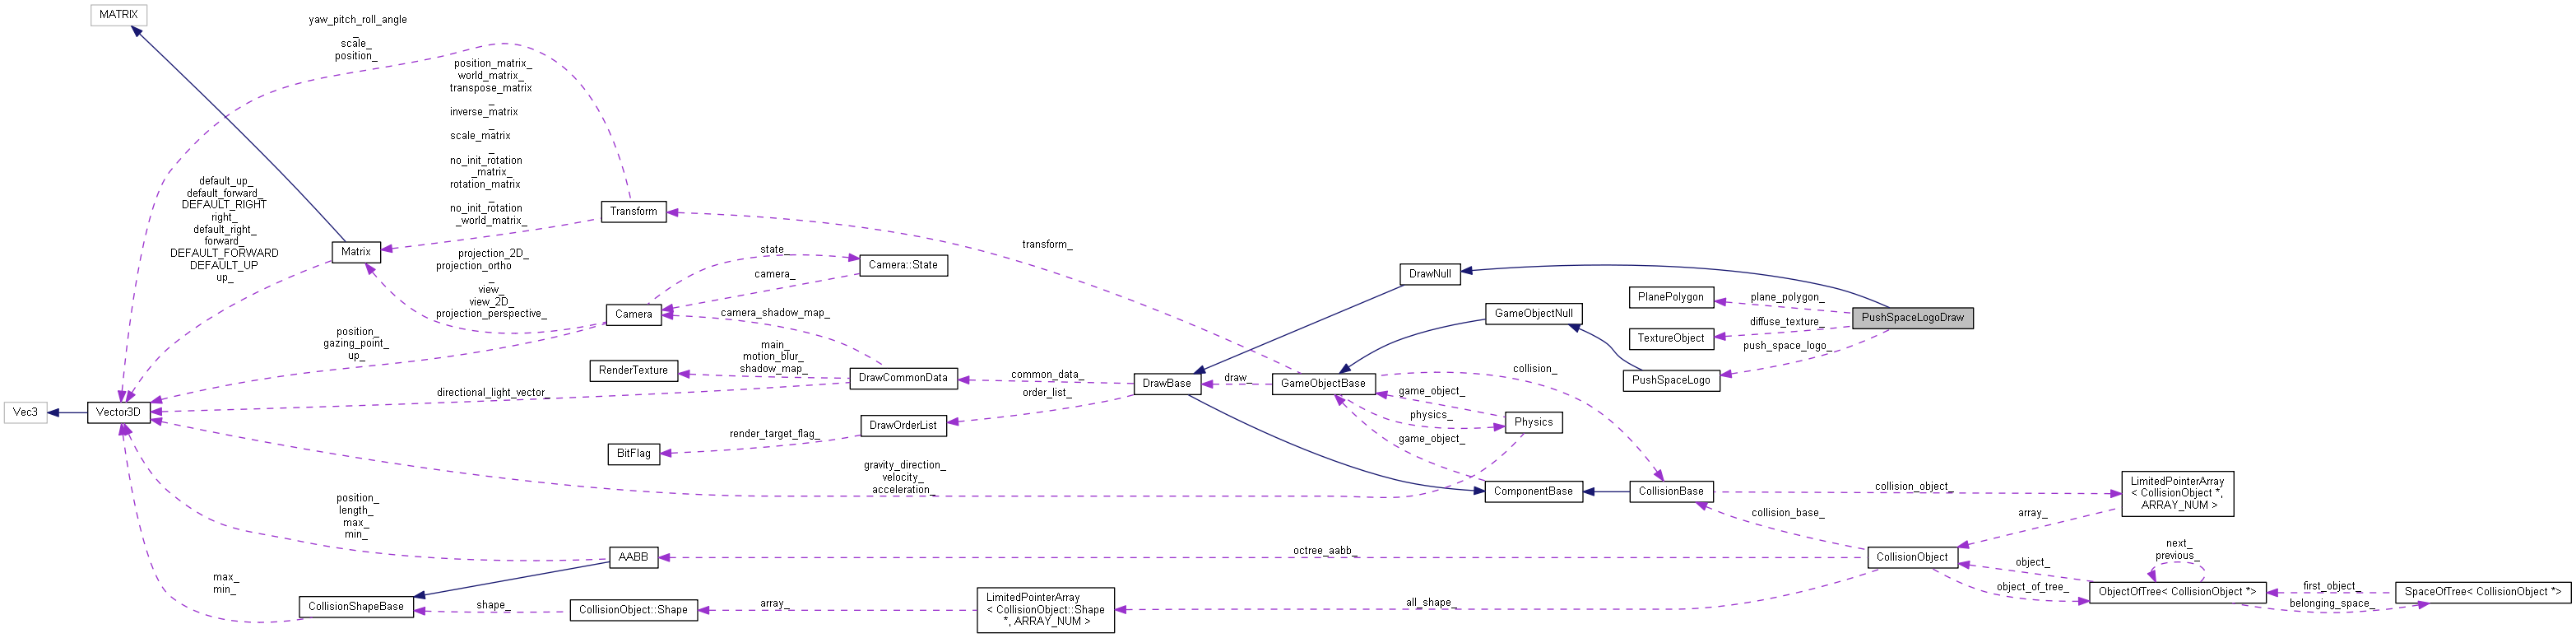 MATRIX
yaw_pitch_roll_angle
_
scale_
position_
position_matrix_
world_matrix_
transpose_matrix
_
inverse_matrix
_
scale_matrix
_
no_init_rotation
_matrix_
rotation_matrix
_
no_init_rotation
_world_matrix_
default_up_
default_forward_
DEFAULT_RIGHT
right_
default_right_
forward_
DEFAULT_FORWARD
DEFAULT_UP
up_
Transform
Matrix
transform_
projection_2D_
projection_ortho
_
view_
view_2D_
projection_perspective_
state_
Camera::State
camera_
Camera
camera_shadow_map_
position_
gazing_point_
up_
DrawNull
PlanePolygon
plane_polygon_
PushSpaceLogoDraw
GameObjectNull
diffuse_texture_
TextureObject
push_space_logo_
PushSpaceLogo
main_
motion_blur_
shadow_map_
RenderTexture
DrawCommonData
common_data_
DrawBase
draw_
GameObjectBase
collision_
game_object_
directional_light_vector_
order_list_
Vec3
Vector3D
physics_
Physics
DrawOrderList
render_target_flag_
BitFlag
game_object_
gravity_direction_
velocity_
acceleration_
ComponentBase
CollisionBase
collision_object_
LimitedPointerArray
< CollisionObject *,
ARRAY_NUM >
position_
length_
max_
min_
collision_base_
array_
AABB
octree_aabb_
CollisionObject
next_
previous_
object_
object_of_tree_
ObjectOfTree< CollisionObject *>
first_object_
belonging_space_
SpaceOfTree< CollisionObject *>
max_
min_
CollisionShapeBase
shape_
CollisionObject::Shape
array_
LimitedPointerArray
< CollisionObject::Shape
*, ARRAY_NUM >
all_shape_